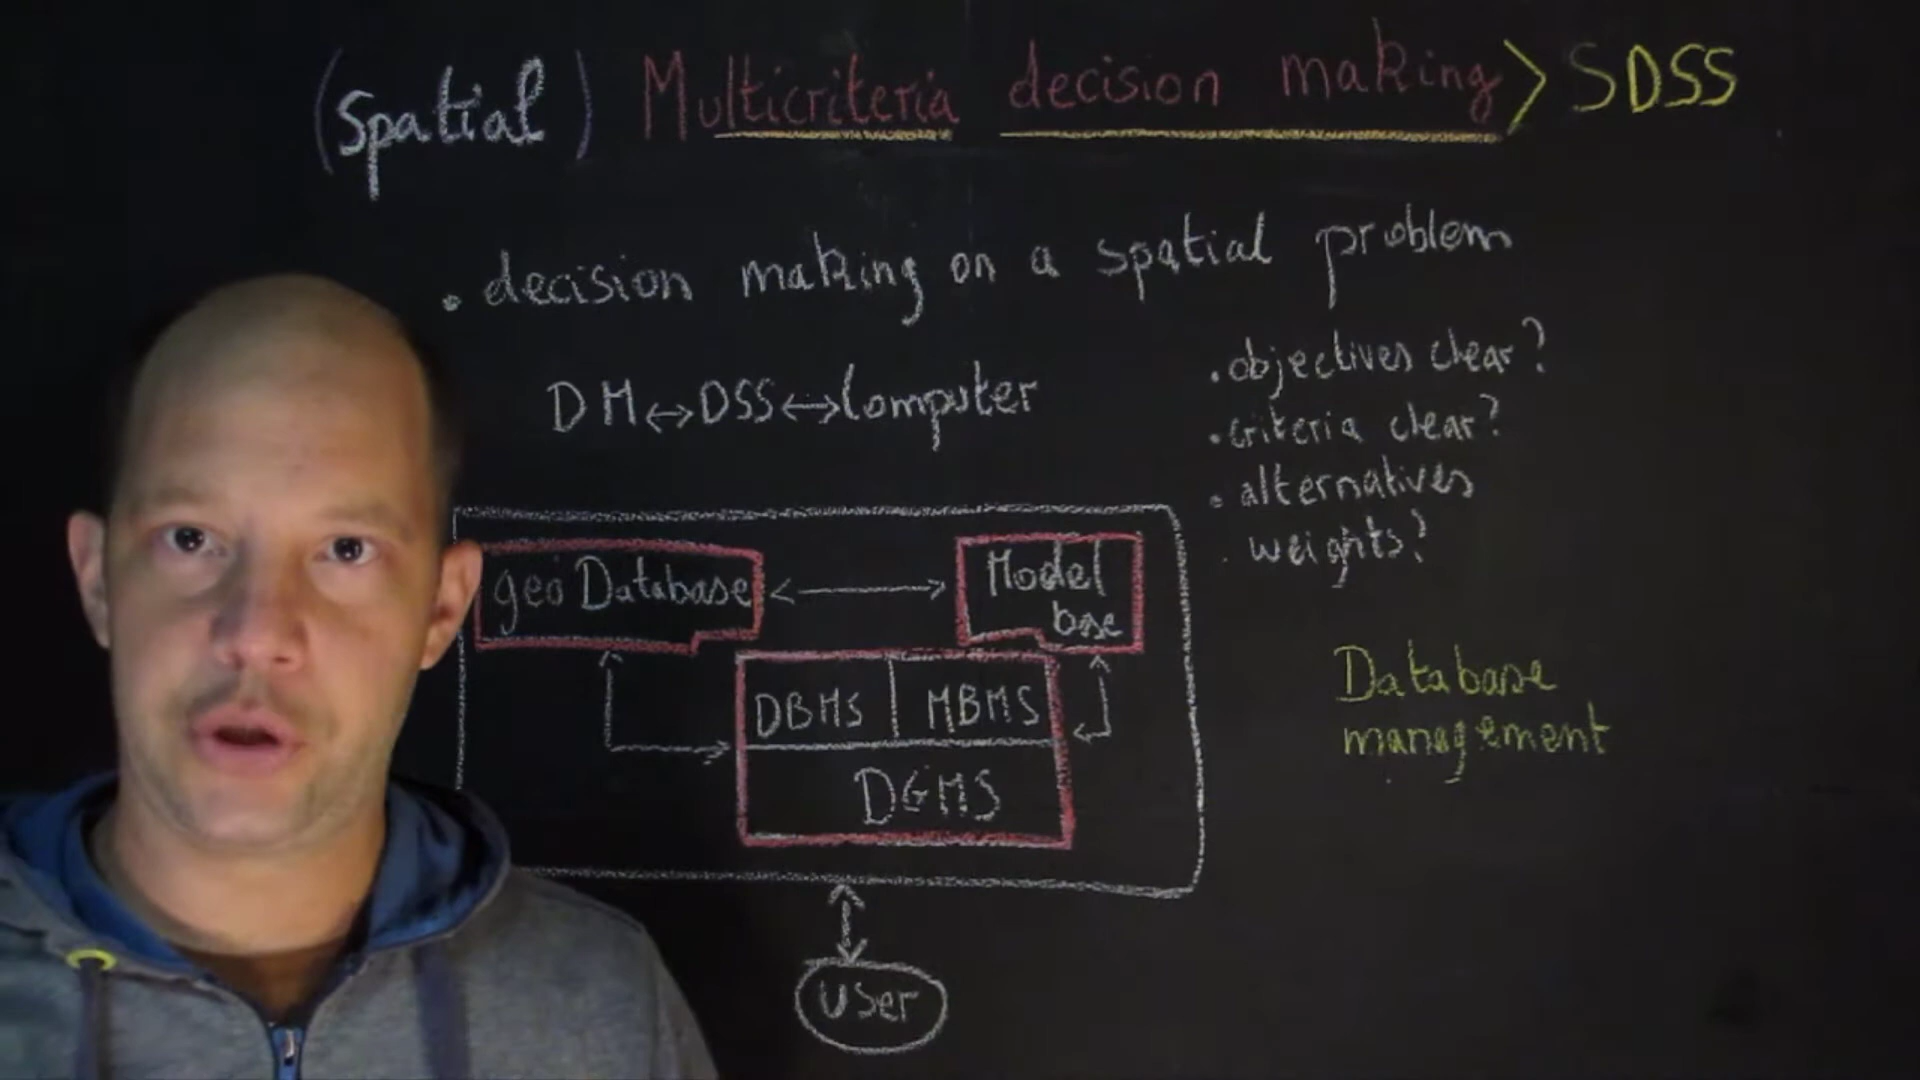 (Spatial) Multicriteria decision making > SDSS
• decision making on a spatial problem
DM ↔ DSS ↔ Computer
• objectives clear?
• criteria clear?
• alternatives
• weights?
geo Database
Model
base
DBMS MBMS
DGMS
user
Database
management